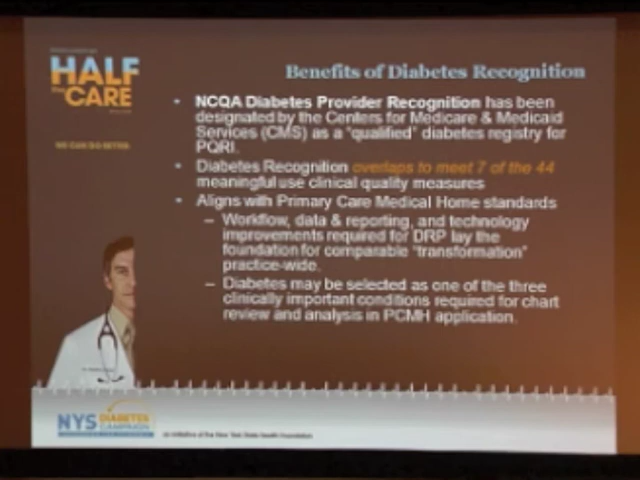 HALF
the CARE
WE CAN DO BETTER.
Benefits of Diabetes Recognition
• NCQA Diabetes Provider Recognition has been
designated by the Centers for Medicare & Medicaid
Services (CMS) as a "qualified" diabetes registry for
PQRI.
• Diabetes Recognition overlaps to meet 7 of the 44
meaningful use clinical quality measures
• Aligns with Primary Care Medical Home standards
– Workflow, data & reporting, and technology
improvements required for DRP lay the
foundation for comparable "transformation"
practice-wide.
– Diabetes may be selected as one of the three
clinically important conditions required for chart
review and analysis in PCMH application.
NYS DIABETES
CAMPAIGN
an initiative of the New York State Health Foundation